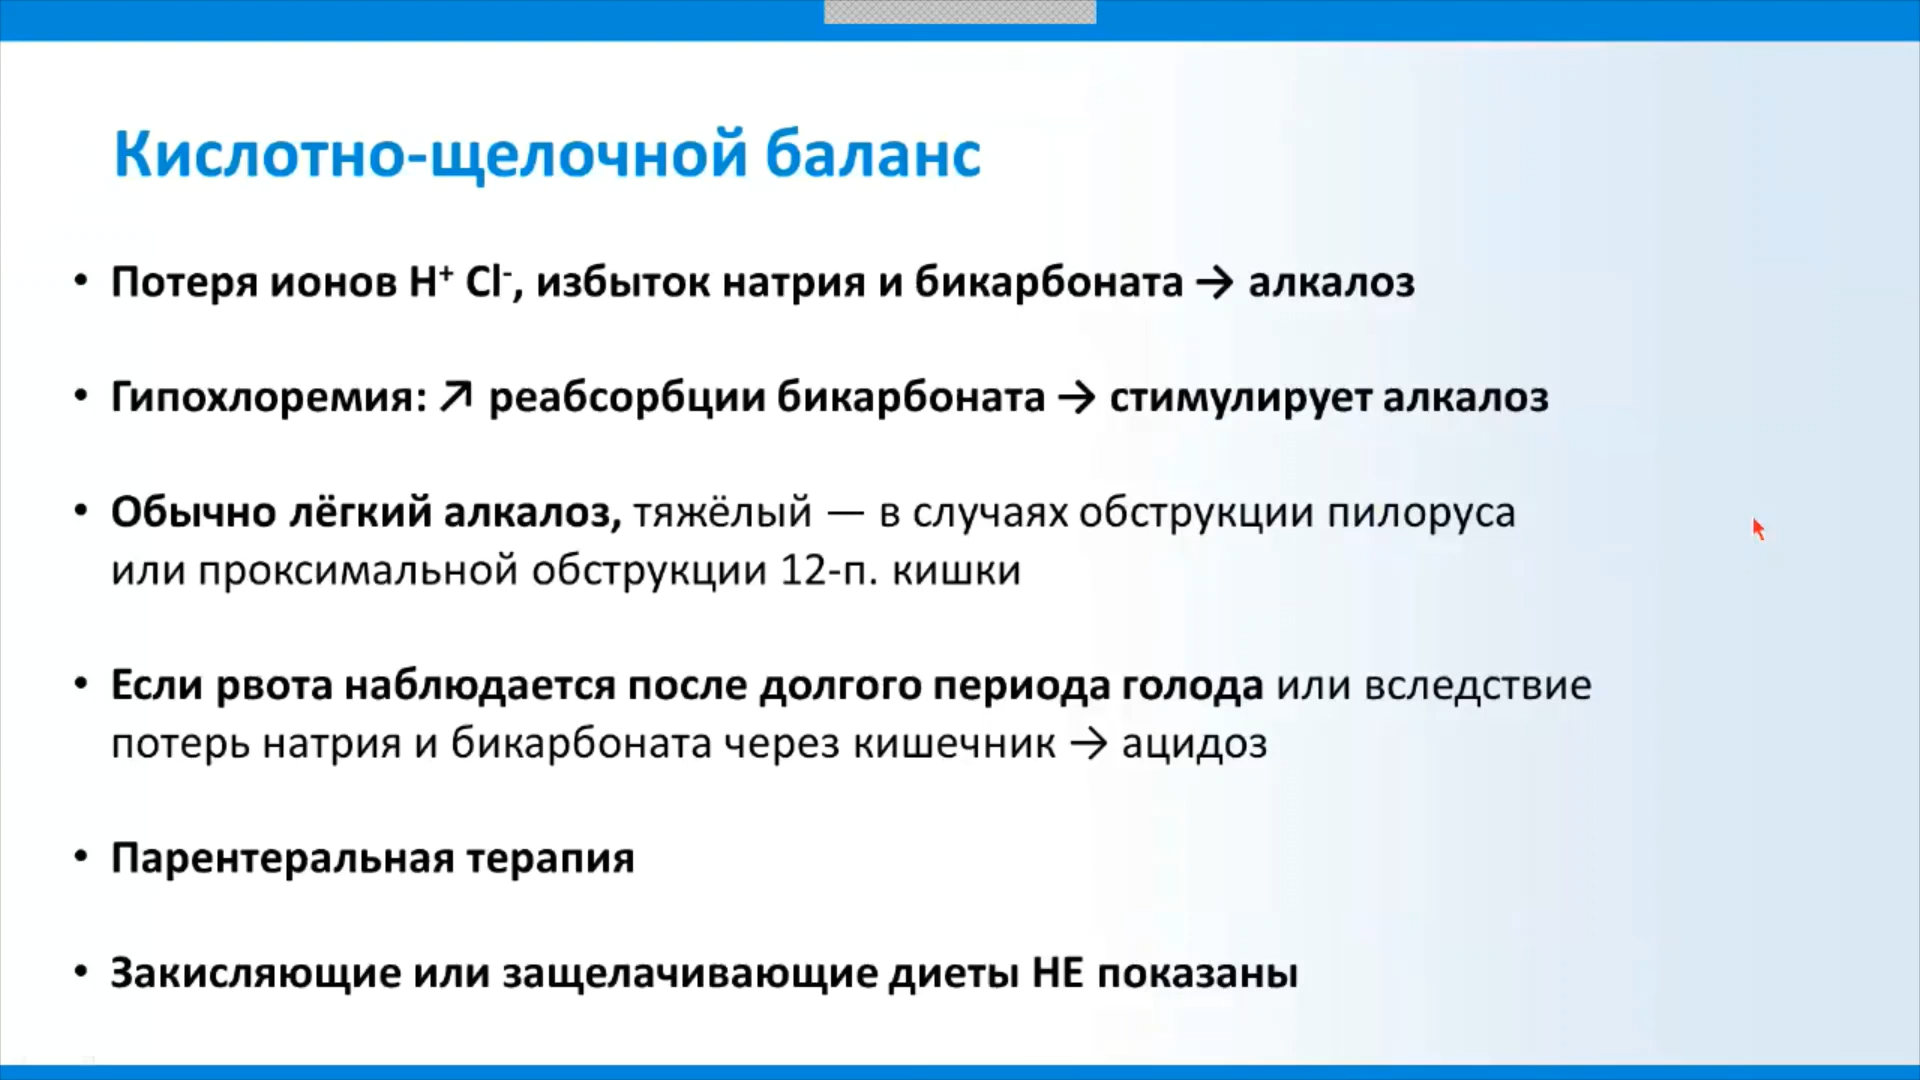 Кислотно-щелочной баланс
• Потеря ионов H⁺ Cl⁻, избыток натрия и бикарбоната → алкалоз
• Гипохлоремия: ↗ реабсорбции бикарбоната → стимулирует алкалоз
• Обычно лёгкий алкалоз, тяжёлый — в случаях обструкции пилоруса
или проксимальной обструкции 12-п. кишки
• Если рвота наблюдается после долгого периода голода или вследствие
потерь натрия и бикарбоната через кишечник → ацидоз
• Парентеральная терапия
• Закисляющие или защелачивающие диеты НЕ показаны